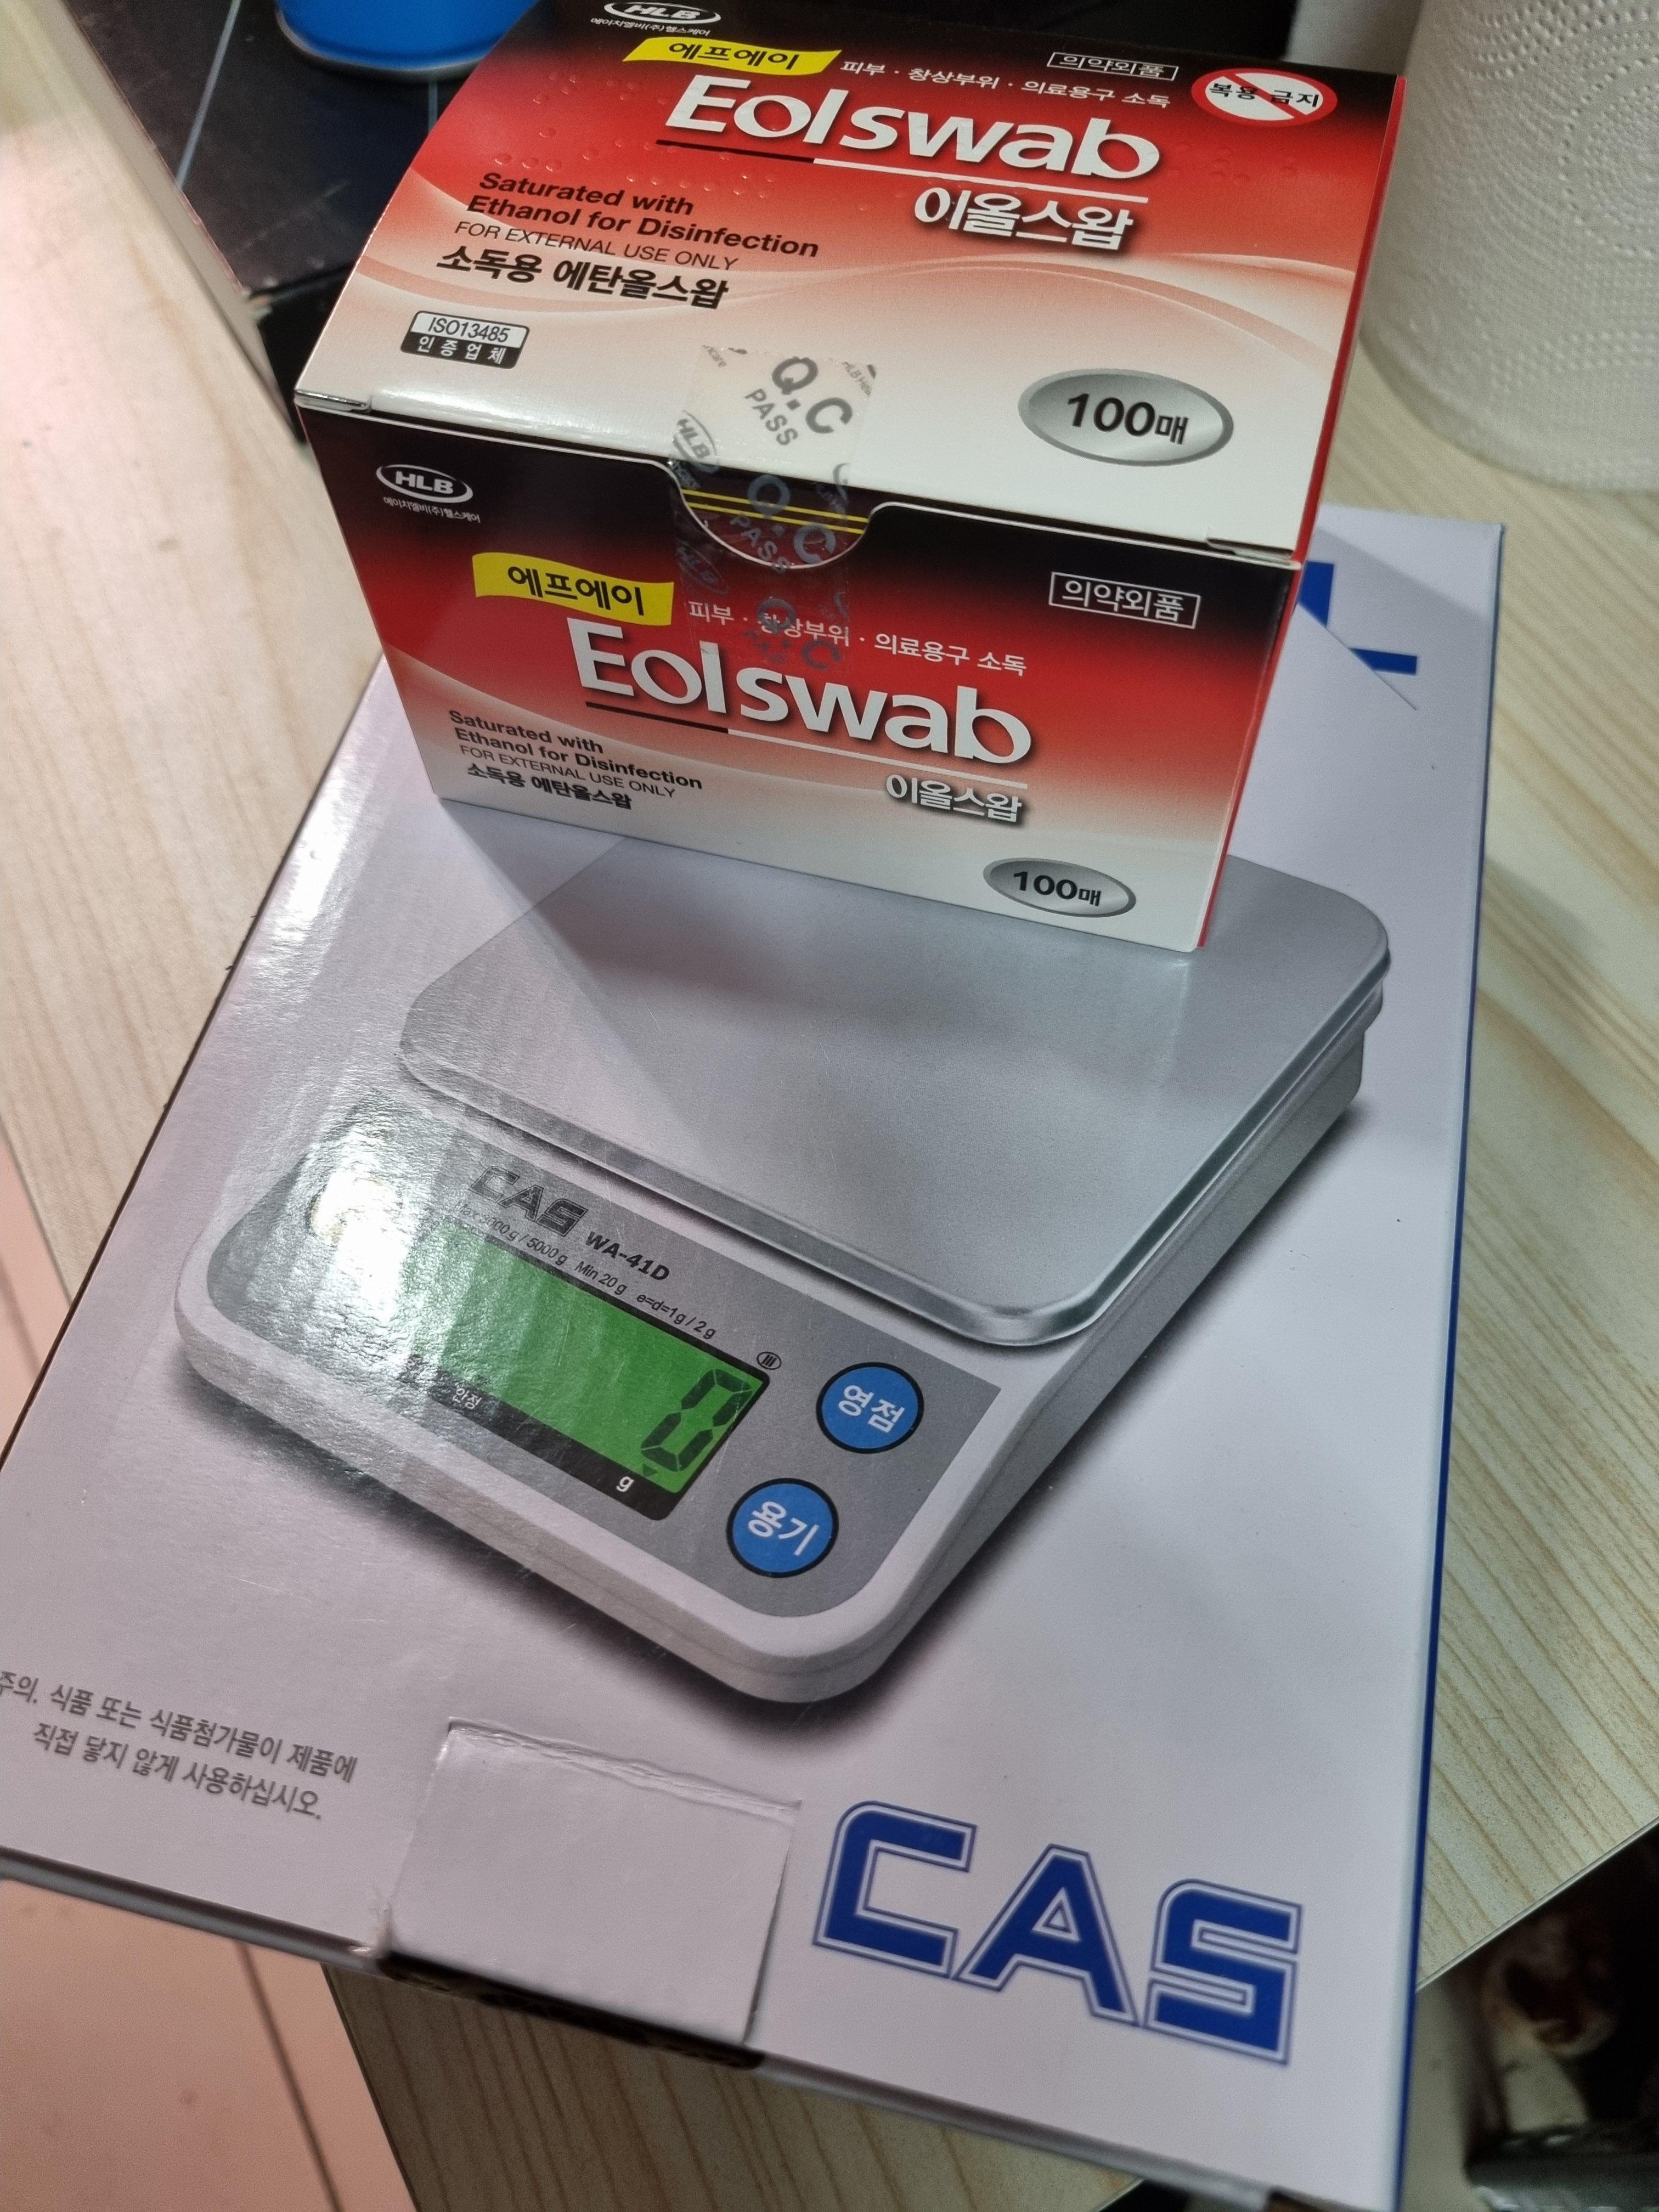 HLB
에이치엘비(주)헬스케어
에프에이
피부 · 창상부위 · 의료용구 소독
의약외품
복용 금지
Eolswab
이올스왑
Saturated with
Ethanol for Disinfection
FOR EXTERNAL USE ONLY
소독용 에탄올스왑
ISO13485
인증업체
Q.C
PASS
100매
HLB
에이치엘비(주)헬스케어
HLB
Q.C
PASS
에프에이
피부 · 창상부위 · 의료용구 소독
의약외품
Eolswab
이올스왑
Saturated with
Ethanol for Disinfection
FOR EXTERNAL USE ONLY
소독용 에탄올스왑
100매
CAS
WA-41D
/ 5000 g Min 20 g e=d=1g / 2 g
안정
0
g
영점
용기
주의. 식품 또는 식품첨가물이 제품에
직접 닿지 않게 사용하십시오.
CAS